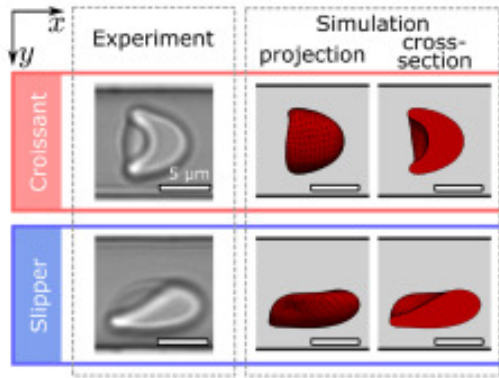 x
y
Experiment
Simulation
projection
cross-
section
Croissant
5 μm
Slipper